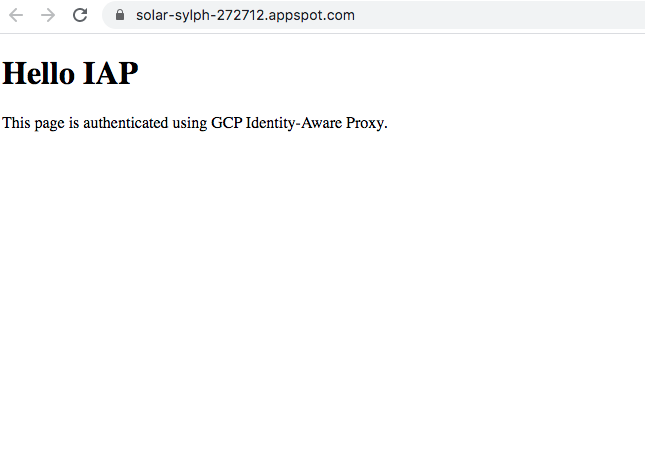 solar-sylph-272712.appspot.com
Hello IAP
This page is authenticated using GCP Identity-Aware Proxy.